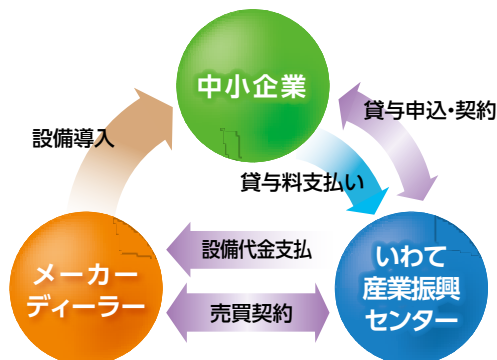 中小企業
貸与申込・契約
設備導入
貸与料支払い
設備代金支払
メーカー
ディーラー
いわて
産業振興
センター
売買契約